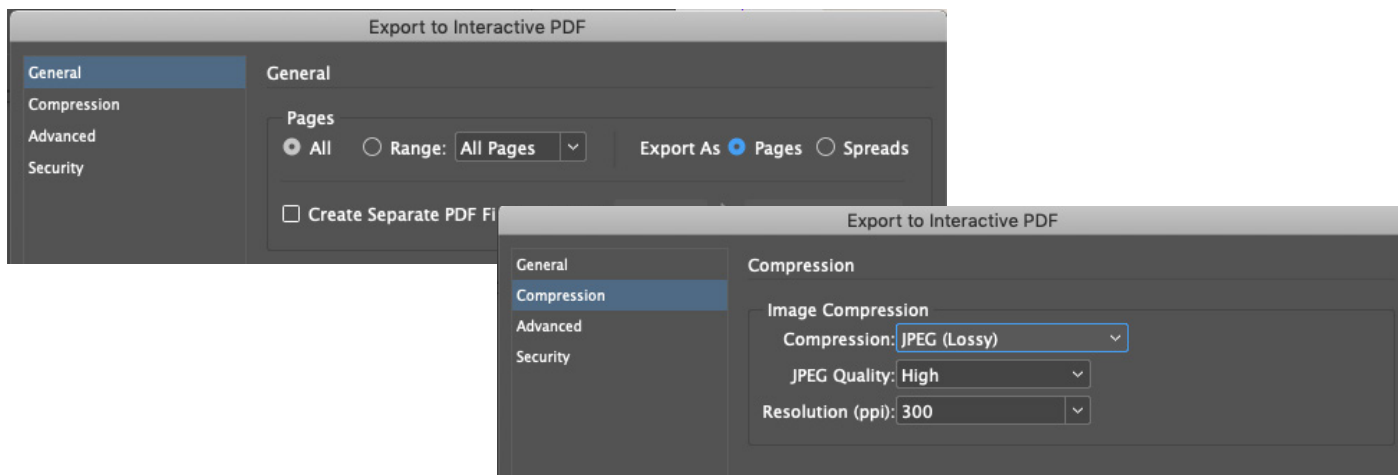 Export to Interactive PDF
General
Compression
Advanced
Security
General
Pages
All Range: All Pages Export As Pages Spreads
Create Separate PDF Fi
Export to Interactive PDF
General
Compression
Advanced
Security
Compression
Image Compression
Compression: JPEG (Lossy)
JPEG Quality: High
Resolution (ppi): 300